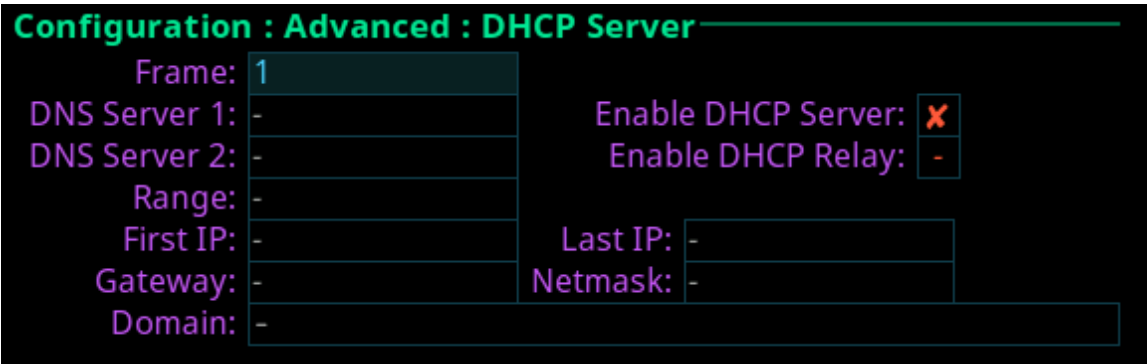 Configuration : Advanced : DHCP Server
Frame: 1
DNS Server 1: - Enable DHCP Server: ✘
DNS Server 2: - Enable DHCP Relay: -
Range: -
First IP: - Last IP: -
Gateway: - Netmask: -
Domain: -